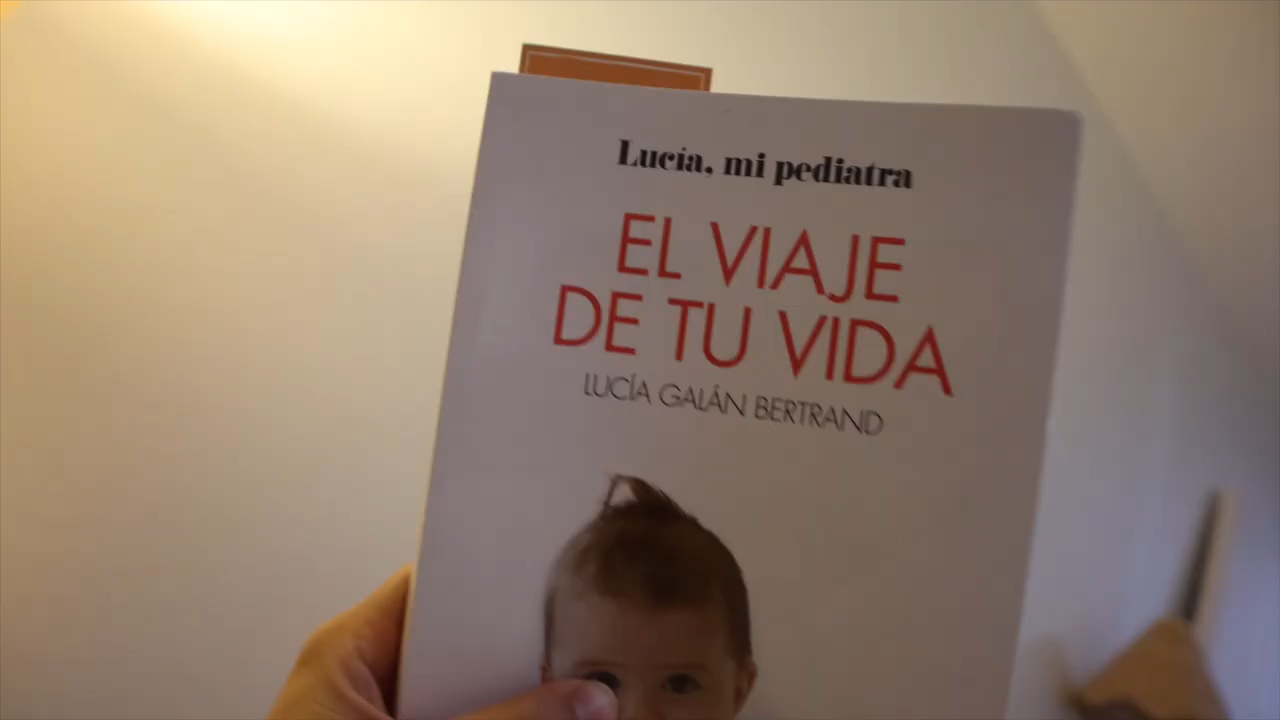 Lucía, mi pediatra
EL VIAJE
DE TU VIDA
LUCÍA GALÁN BERTRAND